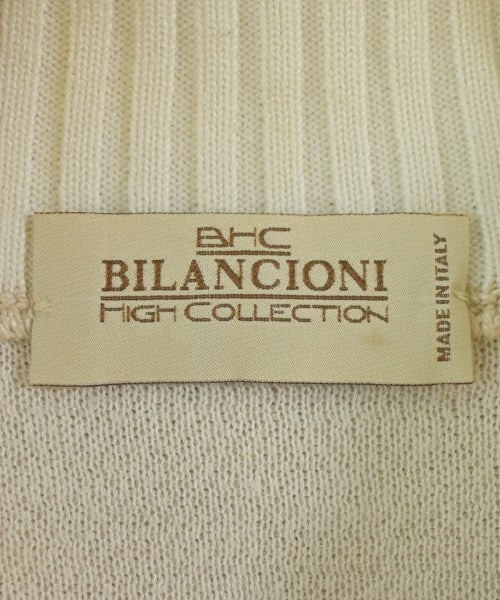 BHC
BILANCIONI
HIGH COLLECTION
MADE IN ITALY